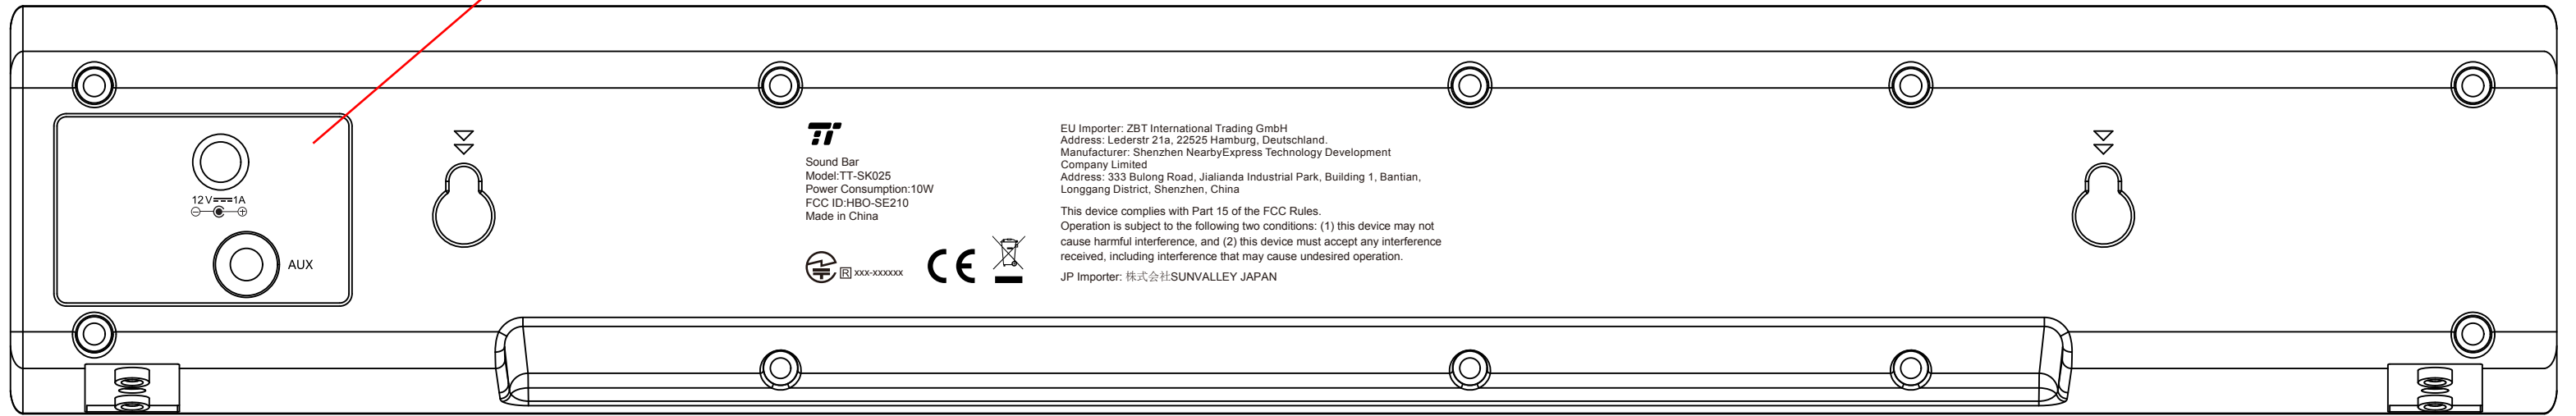 12V 1A
AUX
TT
Sound Bar
Model:TT-SK025
Power Consumption:10W
FCC ID:HBO-SE210
Made in China
R xxx-xxxxxx
CE
EU Importer: ZBT International Trading GmbH
Address: Lederstr 21a, 22525 Hamburg, Deutschland.
Manufacturer: Shenzhen NearbyExpress Technology Development
Company Limited
Address: 333 Bulong Road, Jialianda Industrial Park, Building 1, Bantian,
Longgang District, Shenzhen, China
This device complies with Part 15 of the FCC Rules.
Operation is subject to the following two conditions: (1) this device may not
cause harmful interference, and (2) this device must accept any interference
received, including interference that may cause undesired operation.
JP Importer: 株式会社SUNVALLEY JAPAN